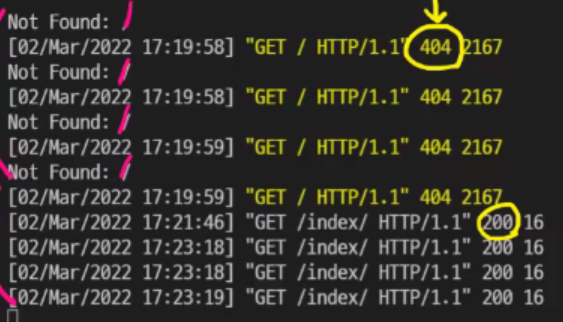 Not Found: /
[02/Mar/2022 17:19:58] "GET / HTTP/1.1" 404 2167
Not Found: /
[02/Mar/2022 17:19:58] "GET / HTTP/1.1" 404 2167
Not Found: /
[02/Mar/2022 17:19:59] "GET / HTTP/1.1" 404 2167
Not Found: /
[02/Mar/2022 17:19:59] "GET / HTTP/1.1" 404 2167
[02/Mar/2022 17:21:46] "GET /index/ HTTP/1.1" 200 16
[02/Mar/2022 17:23:18] "GET /index/ HTTP/1.1" 200 16
[02/Mar/2022 17:23:18] "GET /index/ HTTP/1.1" 200 16
[02/Mar/2022 17:23:19] "GET /index/ HTTP/1.1" 200 16